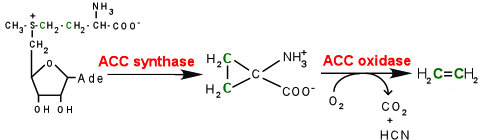 NH₃
CH₃-S⁺-CH₂-CH₂-CH-COO⁻
CH₂
O
Ade
OH OH
ACC synthase
H₂C
H₂C
C
NH₃⁺
COO⁻
ACC oxidase
O₂
CO₂
+
HCN
H₂C=CH₂